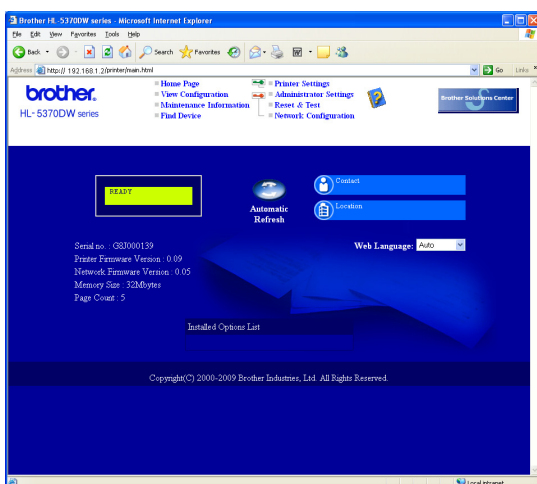 Brother HL-5370DW series - Microsoft Internet Explorer
File Edit View Favorites Tools Help
Back Search Favorites
Address http:// 192.168.1.2/printer/main.html Go Links
brother.
HL- 5370DW series
Home Page
View Configuration
Maintenance Information
Find Device
Printer Settings
Administrator Settings
Reset & Test
Network Configuration
Brother Solutions Center
READY
Automatic
Refresh
Contact
Location
Serial no. : G8J000139
Web Language: Auto
Printer Firmware Version : 0.09
Network Firmware Version : 0.05
Memory Size : 32Mbytes
Page Count : 5
Installed Options List
Copyright(C) 2000-2009 Brother Industries, Ltd. All Rights Reserved.
Local intranet